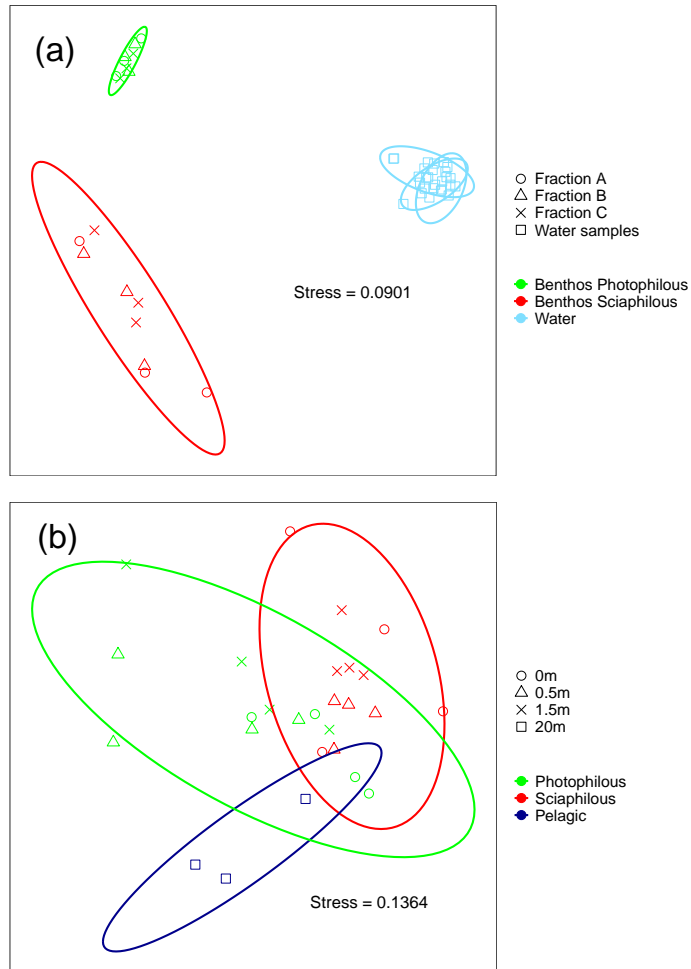 (a)
Fraction A
Fraction B
Fraction C
Water samples
Stress = 0.0901
Benthos Photophilous
Benthos Sciaphilous
Water
(b)
0m
0.5m
1.5m
20m
Photophilous
Sciaphilous
Pelagic
Stress = 0.1364